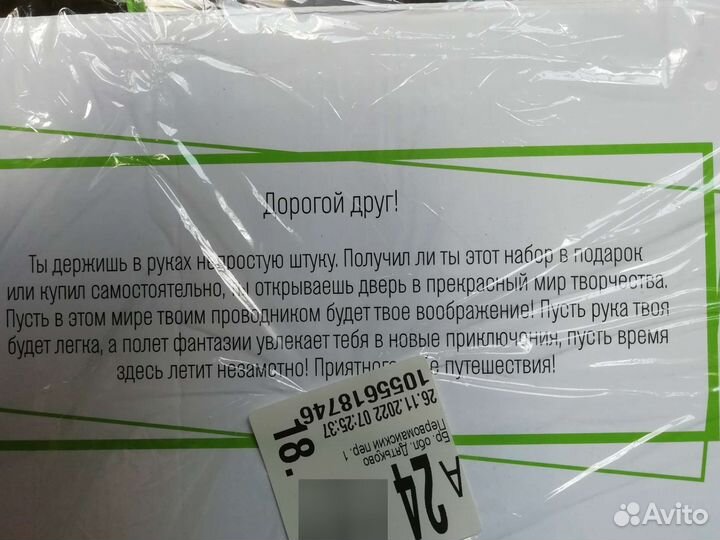 Дорогой друг!
Ты держишь в руках непростую штуку. Получил ли ты этот набор в подарок
или купил самостоятельно, ты открываешь дверь в прекрасный мир творчества.
Пусть в этом мире твоим проводником будет твое воображение! Пусть рука твоя
будет легка, а полет фантазии увлекает тебя в новые приключения, пусть время
здесь летит незаметно! Приятного путешествия!
1055618746
26.11.2022 07:25:37
18.
Бр. обл. Дятьково
Первомайский пер. 1
А
24
Avito